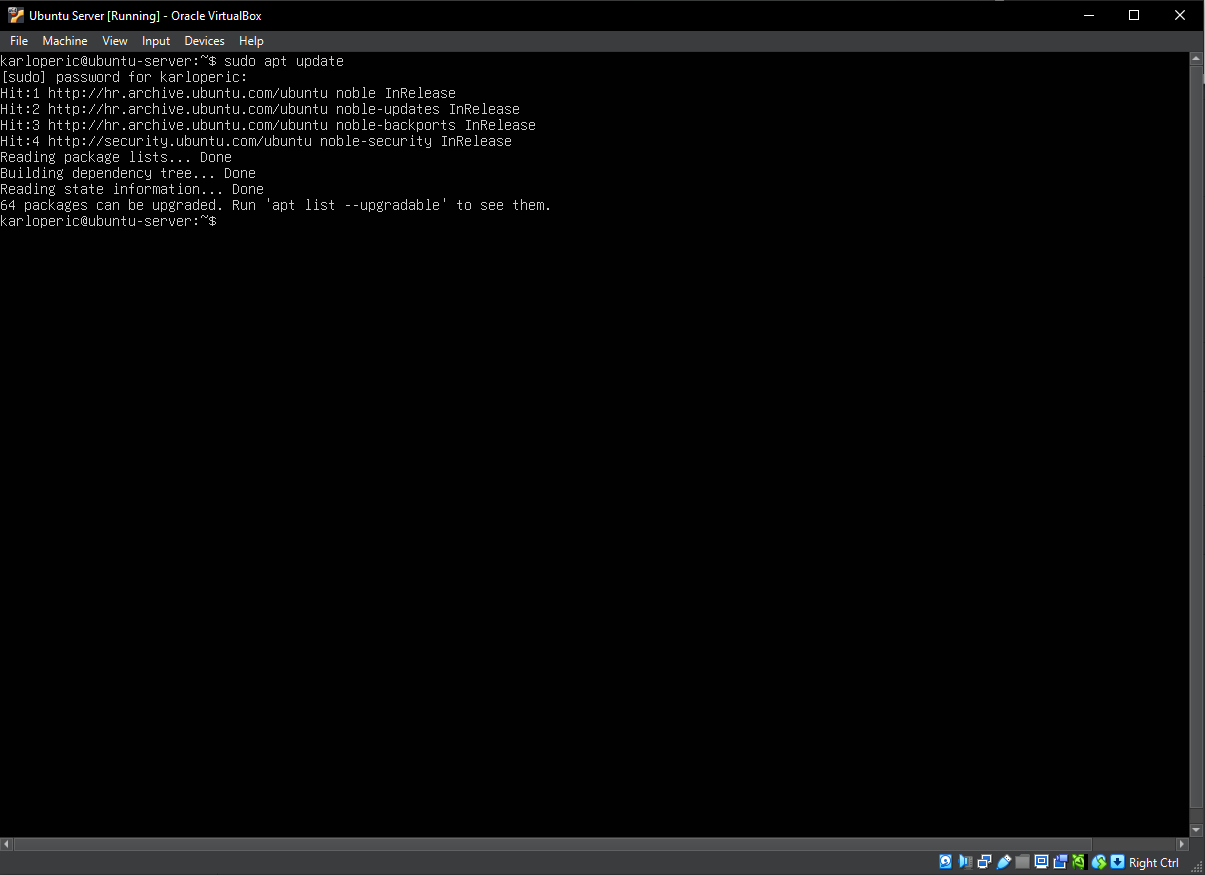 Ubuntu Server [Running] - Oracle VirtualBox
File Machine View Input Devices Help
karloperic@ubuntu-server:~$ sudo apt update
[sudo] password for karloperic:
Hit:1 http://hr.archive.ubuntu.com/ubuntu noble InRelease
Hit:2 http://hr.archive.ubuntu.com/ubuntu noble-updates InRelease
Hit:3 http://hr.archive.ubuntu.com/ubuntu noble-backports InRelease
Hit:4 http://security.ubuntu.com/ubuntu noble-security InRelease
Reading package lists... Done
Building dependency tree... Done
Reading state information... Done
64 packages can be upgraded. Run 'apt list --upgradable' to see them.
karloperic@ubuntu-server:~$
Right Ctrl